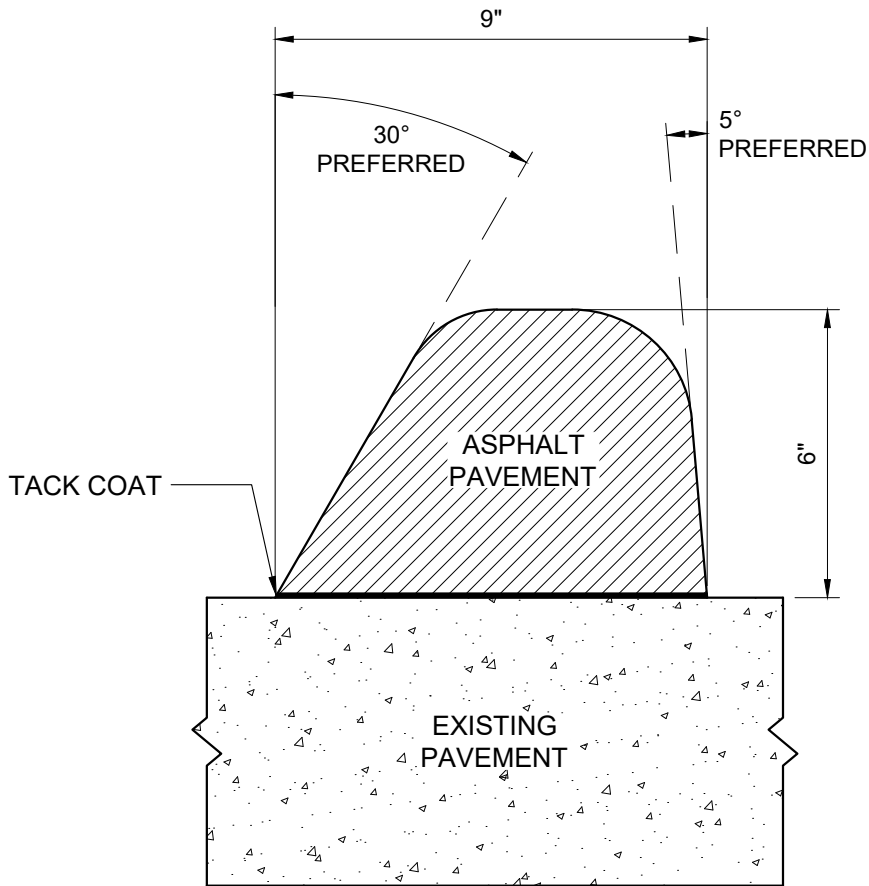 9"
30°
PREFERRED
5°
PREFERRED
ASPHALT
PAVEMENT
6"
TACK COAT
EXISTING
PAVEMENT